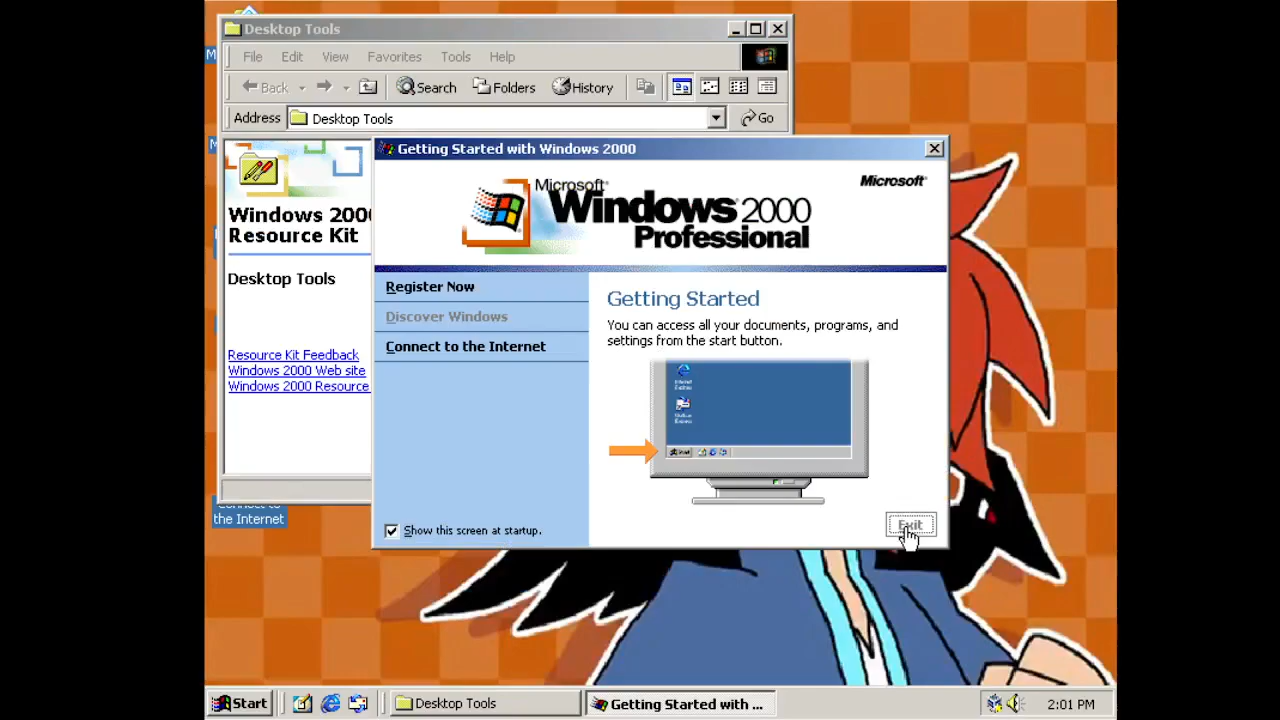 Desktop Tools
File Edit View Favorites Tools Help
Back Search Folders History
Address Desktop Tools Go
Windows 2000
Resource Kit
Desktop Tools
Resource Kit Feedback
Windows 2000 Web site
Windows 2000 Resource
Getting Started with Windows 2000
Microsoft
Microsoft
Windows 2000
Professional
Register Now
Discover Windows
Connect to the Internet
Show this screen at startup.
Getting Started
You can access all your documents, programs, and
settings from the start button.
Internet
Start
Exit
the Internet
Start Desktop Tools Getting Started with ... 2:01 PM